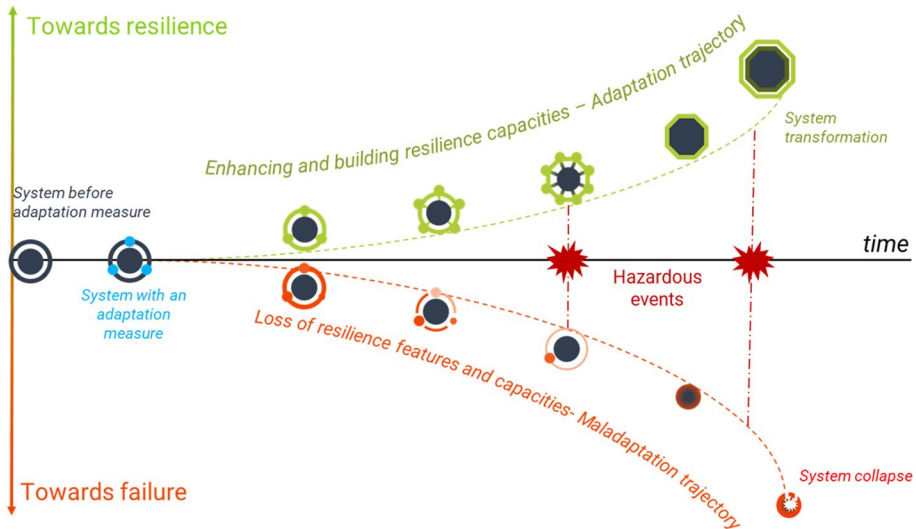 Towards resilience
Enhancing and building resilience capacities – Adaptation trajectory
System
transformation
System before
adaptation measure
time
System with an
adaptation
measure
Hazardous
events
Loss of resilience features and capacities- Maladaptation trajectory
System collapse
Towards failure